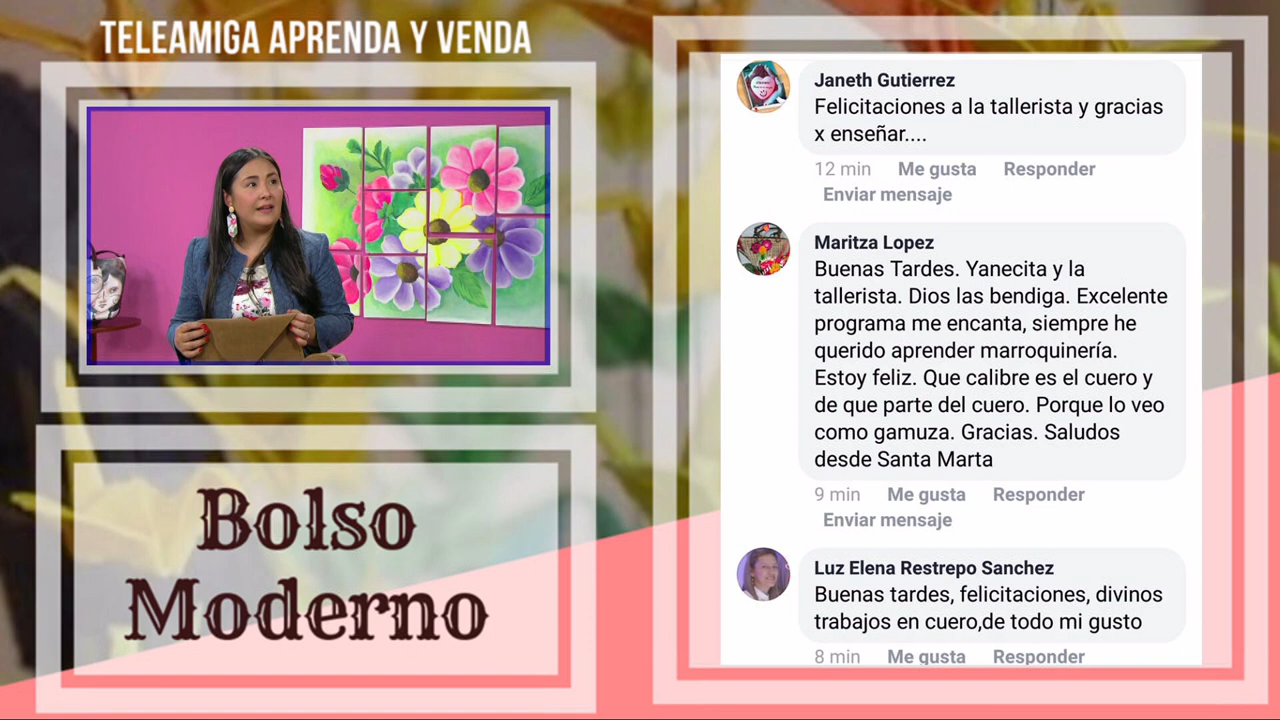 TELEAMIGA APRENDA Y VENDA
Bolso
Moderno
Janeth Gutierrez
Felicitaciones a la tallerista y gracias
x enseñar....
12 min Me gusta Responder
Enviar mensaje
Maritza Lopez
Buenas Tardes. Yanecita y la
tallerista. Dios las bendiga. Excelente
programa me encanta, siempre he
querido aprender marroquinería.
Estoy feliz. Que calibre es el cuero y
de que parte del cuero. Porque lo veo
como gamuza. Gracias. Saludos
desde Santa Marta
9 min Me gusta Responder
Enviar mensaje
Luz Elena Restrepo Sanchez
Buenas tardes, felicitaciones, divinos
trabajos en cuero,de todo mi gusto
8 min Me gusta Responder